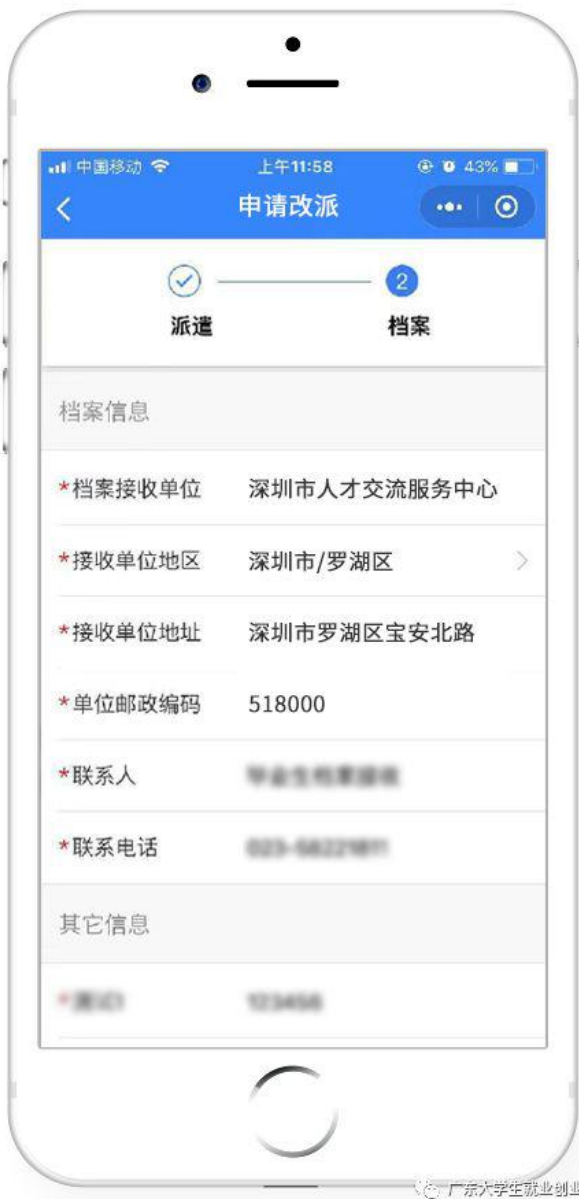 中国移动 上午11:58 43%
申请改派
2
派遣 档案
档案信息
*档案接收单位 深圳市人才交流服务中心
*接收单位地区 深圳市/罗湖区
*接收单位地址 深圳市罗湖区宝安北路
*单位邮政编码 518000
*联系人
*联系电话
其它信息
广东大学生就业创业